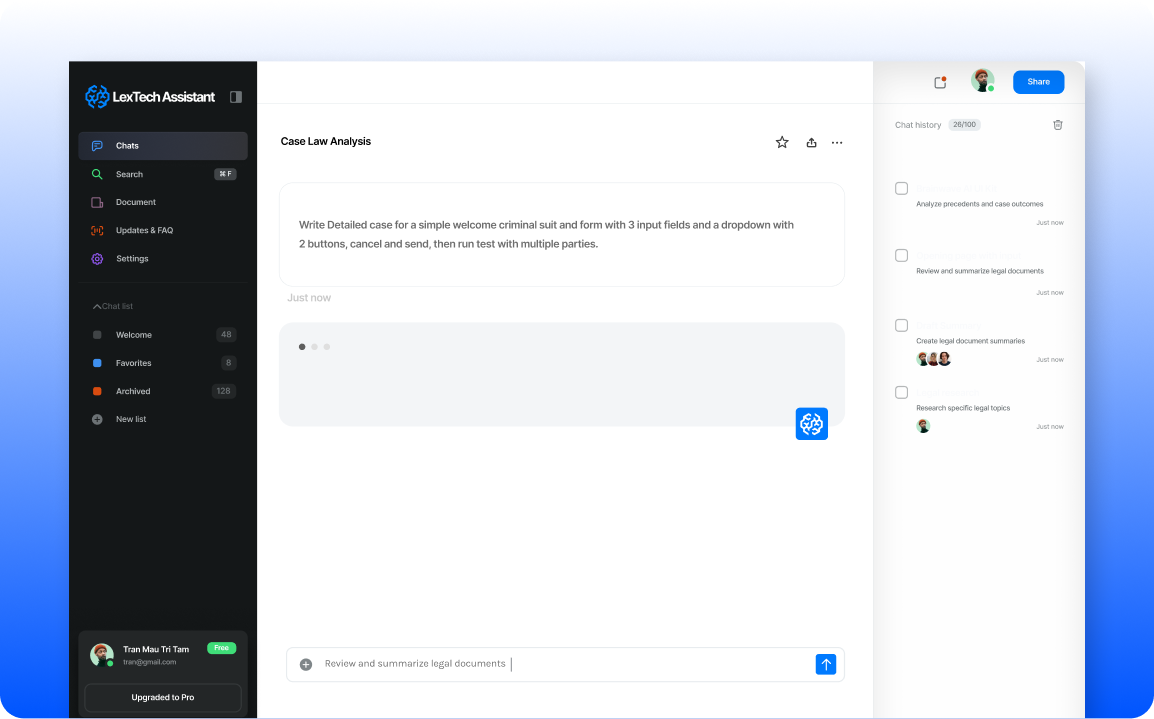 LexTech Assistant
Chats
Search
⌘ F
Document
Updates & FAQ
Settings
Chat list
Welcome
48
Favorites
8
Archived
128
New list
Tran Mau Tri Tam
Free
tran@gmail.com
Upgraded to Pro
Case Law Analysis
Write Detailed case for a simple welcome criminal suit and form with 3 input fields and a dropdown with
2 buttons, cancel and send, then run test with multiple parties.
Just now
Review and summarize legal documents
Share
Chat history
26/100
Analyze precedents and case outcomes
Just now
Review and summarize legal documents
Just now
Create legal document summaries
Just now
Research specific legal topics
Just now